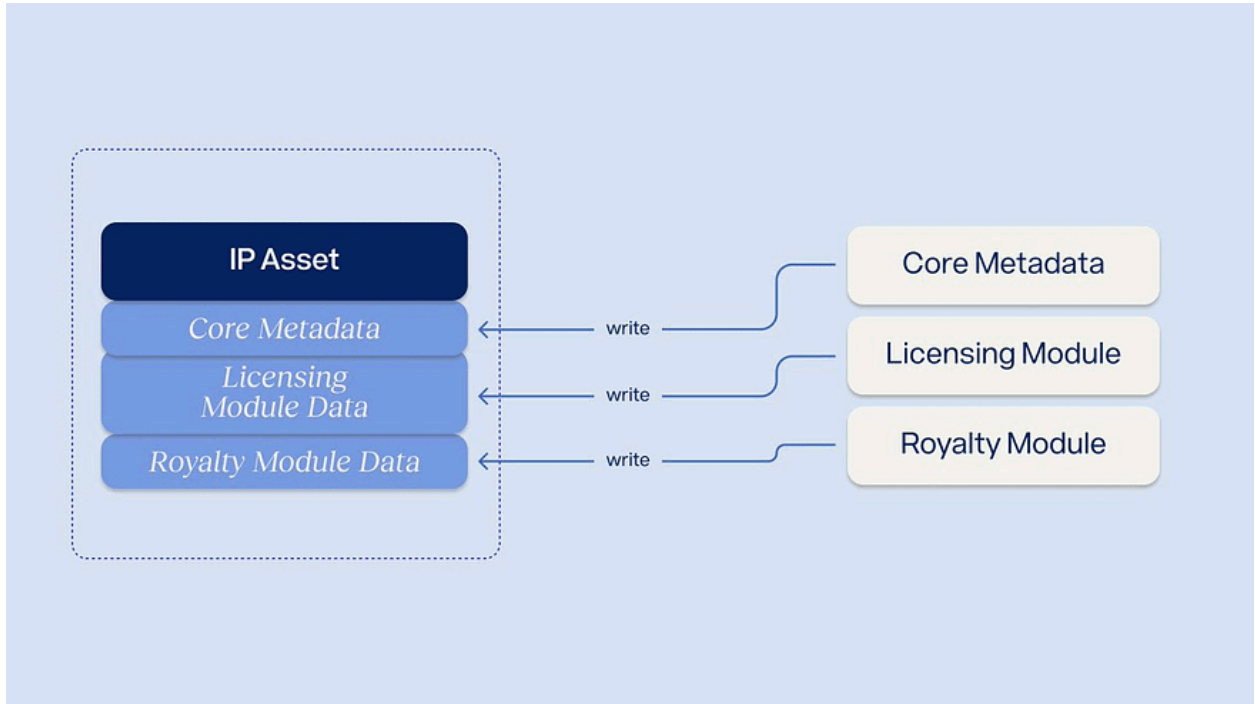 IP Asset
Core Metadata
Licensing
Module Data
Royalty Module Data
write
write
write
Core Metadata
Licensing Module
Royalty Module